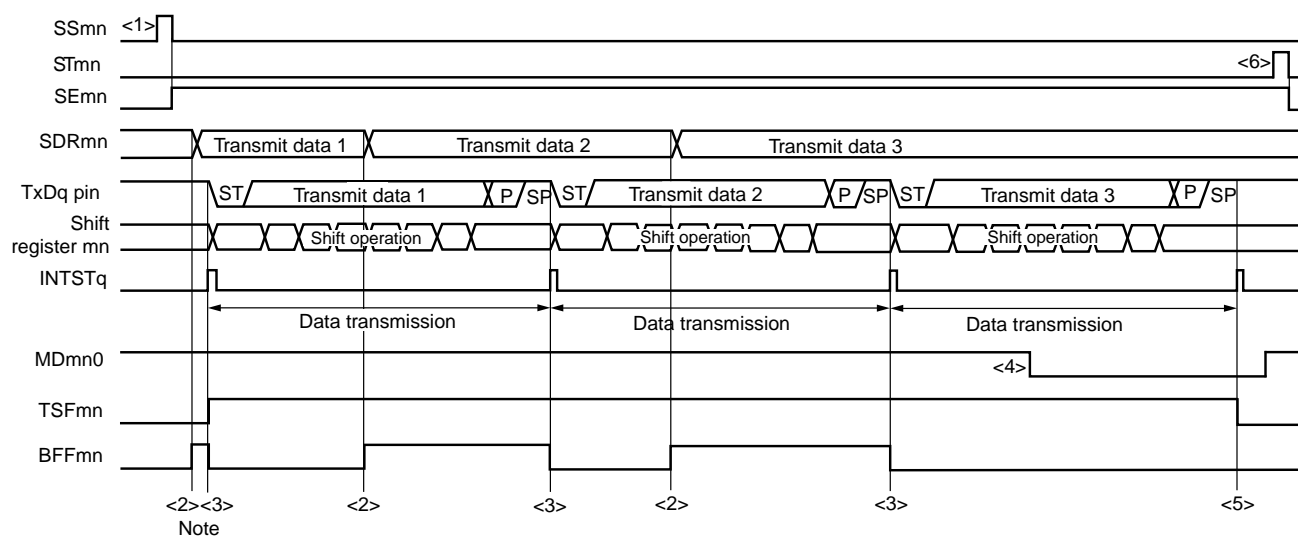 SSmn <1>
STmn <6>
SEmn
SDRmn Transmit data 1 Transmit data 2 Transmit data 3
TxDq pin ST Transmit data 1 P SP ST Transmit data 2 P SP ST Transmit data 3 P SP
Shift
register mn Shift operation Shift operation Shift operation
INTSTq
Data transmission Data transmission Data transmission
MDmn0 <4>
TSFmn
BFFmn
<2><3> <2> <3> <2> <3> <5>
Note